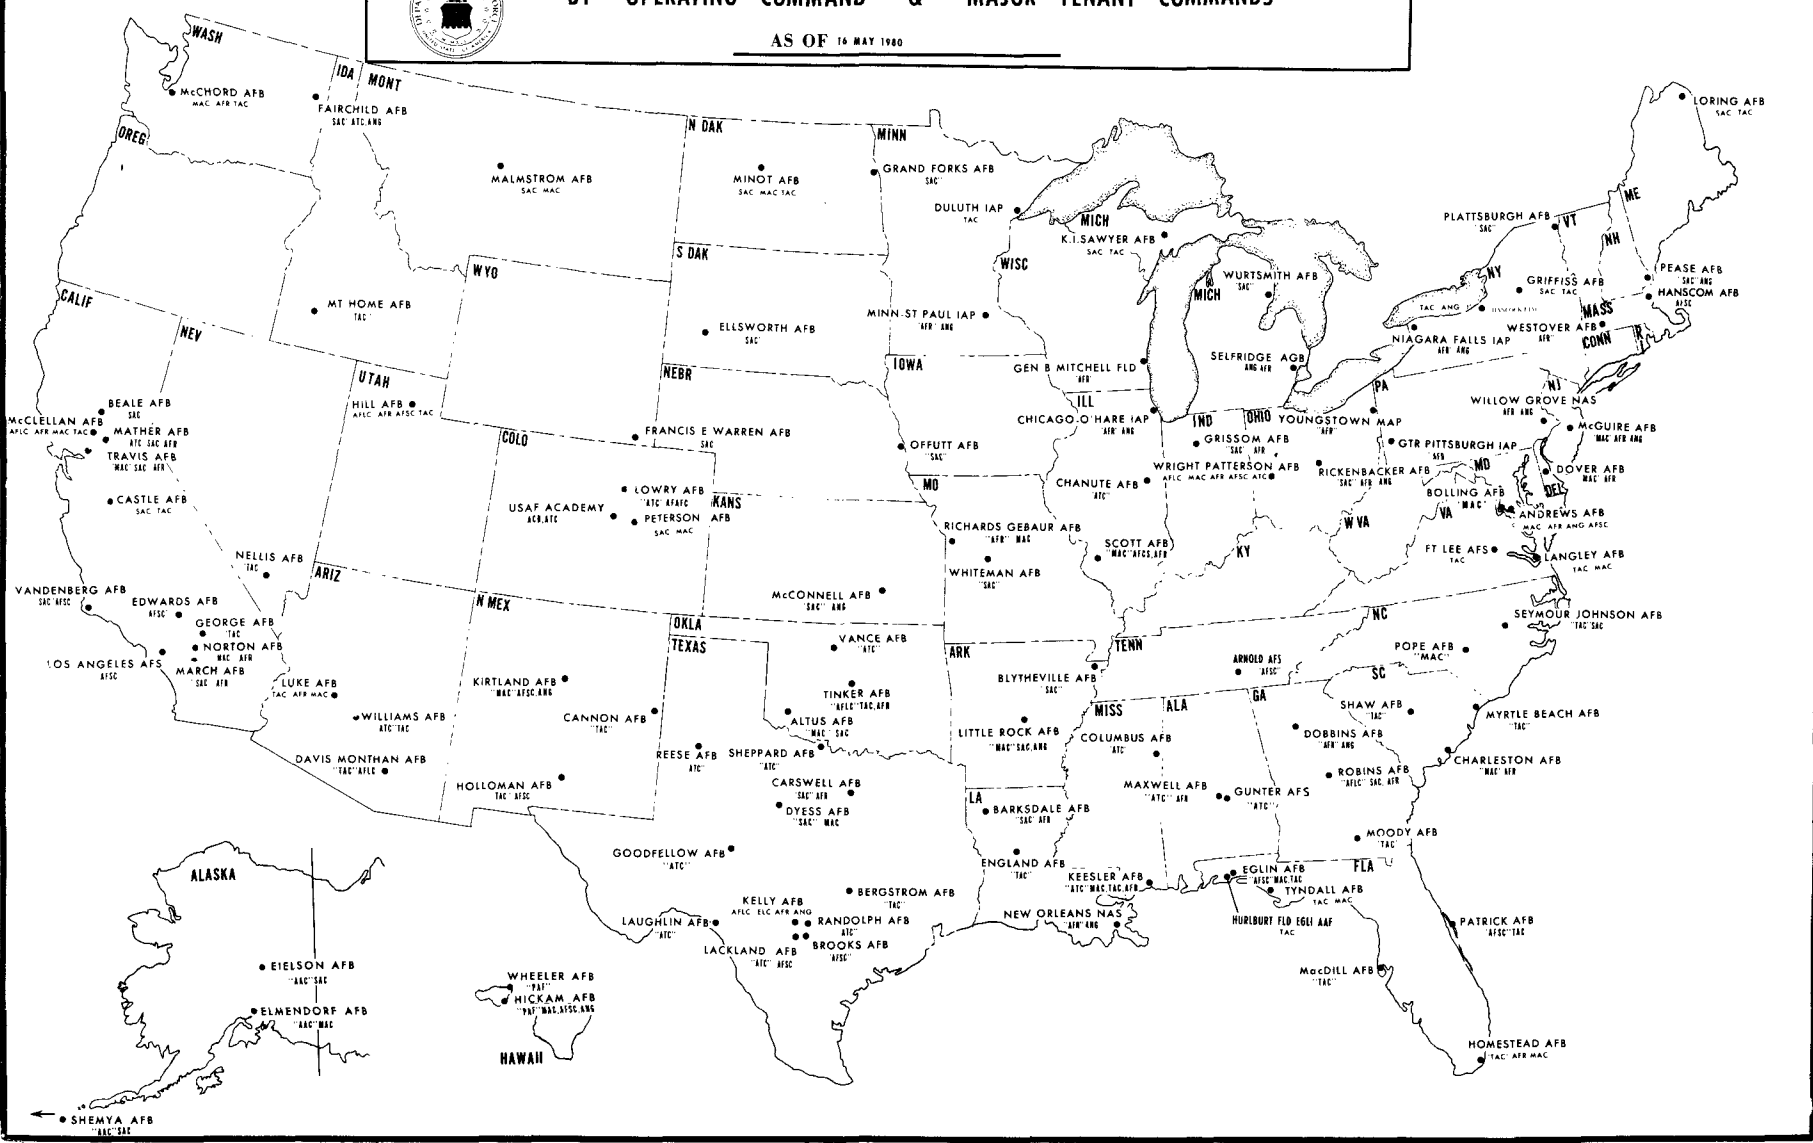 BY OPERATING COMMAND & MAJOR TENANT COMMANDS
AS OF 16 MAY 1980
WASH
McCHORD AFB
MAC AFR TAC
IDA
MONT
FAIRCHILD AFB
SAC ATC,ANG
OREG
MALMSTROM AFB
SAC MAC
N DAK
MINOT AFB
SAC MAC TAC
MINN
GRAND FORKS AFB
SAC
DULUTH IAP
TAC
MICH
K.I.SAWYER AFB
SAC TAC
LORING AFB
SAC TAC
ME
PLATTSBURGH AFB
"SAC"
VT
NH
NY
PEASE AFB
SAC ANG
HANSCOM AFB
AFSC
GRIFFISS AFB
SAC TAC
TAC ANG
MASS
WESTOVER AFB
AFR
CONN
R
NIAGARA FALLS IAP
AFR ANG
WURTSMITH AFB
"SAC"
MICH
SELFRIDGE AGB
ANG AFR
WISC
S DAK
WYO
CALIF
NEV
MT HOME AFB
TAC
ELLSWORTH AFB
SAC
MINN-ST PAUL IAP
"AFR" ANG
IOWA
NEBR
GEN B MITCHELL FLD
AFR
UTAH
HILL AFB
AFLC AFR AFSC TAC
BEALE AFB
SAC
McCLELLAN AFB
AFLC AFR MAC TAC
MATHER AFB
ATC SAC AFR
TRAVIS AFB
"MAC" SAC AFR
CASTLE AFB
SAC TAC
COLO
FRANCIS E WARREN AFB
SAC
OFFUTT AFB
"SAC"
ILL
CHICAGO-O'HARE IAP
"AFR" ANG
IND
OHIO
YOUNGSTOWN MAP
"AFR"
PA
NJ
WILLOW GROVE NAS
AFR ANG
McGUIRE AFB
"MAC" AFR ANG
GRISSOM AFB
"SAC" AFR
GTR PITTSBURGH IAP
AFR
WRIGHT PATTERSON AFB
AFLC MAC AFR AFSC ATC
RICKENBACKER AFB
"SAC" AFR ANG
MD
DOVER AFB
"MAC" AFR
DEL
BOLLING AFB
"MAC"
ANDREWS AFB
MAC AFR ANG AFSC
VA
W VA
FT LEE AFS
TAC
LANGLEY AFB
TAC MAC
CHANUTE AFB
"ATC"
MO
KANS
LOWRY AFB
"ATC" AFAFC
USAF ACADEMY
ACD,ATC
PETERSON AFB
SAC MAC
RICHARDS GEBAUR AFB
"AFR" MAC
WHITEMAN AFB
"SAC"
SCOTT AFB
"MAC" AFCS,AFR
KY
NELLIS AFB
"TAC"
ARIZ
VANDENBERG AFB
SAC AFSC
EDWARDS AFB
AFSC
GEORGE AFB
"TAC
NORTON AFB
MAC AFR
LOS ANGELES AFS
AFSC
MARCH AFB
"SAC AFR
LUKE AFB
TAC AFR MAC
WILLIAMS AFB
ATC TAC
DAVIS MONTHAN AFB
"TAC" AFLC
N MEX
KIRTLAND AFB
"MAC" AFSC,ANG
CANNON AFB
"TAC"
HOLLOMAN AFB
TAC AFSC
McCONNELL AFB
"SAC" ANG
OKLA
TEXAS
VANCE AFB
"ATC"
TINKER AFB
"AFLC" TAC,AFR
ALTUS AFB
"MAC" SAC
REESE AFB
ATC
SHEPPARD AFB
"ATC"
CARSWELL AFB
"SAC" AFR
DYESS AFB
"SAC" MAC
GOODFELLOW AFB
"ATC"
BERGSTROM AFB
"TAC"
KELLY AFB
AFLC ELC AFR ANG
LAUGHLIN AFB
"ATC"
RANDOLPH AFB
ATC
LACKLAND AFB
"ATC" AFSC
BROOKS AFB
"AFSC"
ARK
BLYTHEVILLE AFB
"SAC"
LITTLE ROCK AFB
"MAC" SAC,ANG
LA
BARKSDALE AFB
"SAC" AFR
ENGLAND AFB
"TAC"
NEW ORLEANS NAS
"AFR" ANG
TENN
ARNOLD AFS
"AFSC"
MISS
COLUMBUS AFB
ATC
KEESLER AFB
"ATC" MAC,TAC,AFR
ALA
MAXWELL AFB
"ATC" AFR
GUNTER AFS
"ATC"
GA
DOBBINS AFB
"AFR" ANG
ROBINS AFB
"AFLC" SAC, AFR
MOODY AFB
"TAC"
NC
SEYMOUR JOHNSON AFB
"TAC" SAC
POPE AFB
"MAC"
SC
SHAW AFB
"TAC"
MYRTLE BEACH AFB
"TAC"
CHARLESTON AFB
"MAC" AFR
FLA
EGLIN AFB
"AFSC" MAC,TAC
TYNDALL AFB
TAC MAC
HURLBURT FLD EGLI AAF
TAC
PATRICK AFB
"AFSC" TAC
MacDILL AFB
"TAC"
HOMESTEAD AFB
"TAC" AFR MAC
ALASKA
EIELSON AFB
"AAC" SAC
ELMENDORF AFB
"AAC" MAC
SHEMYA AFB
"AAC" SAC
WHEELER AFB
"PAF"
HICKAM AFB
"PAF" MAC,AFSC,ANG
HAWAII